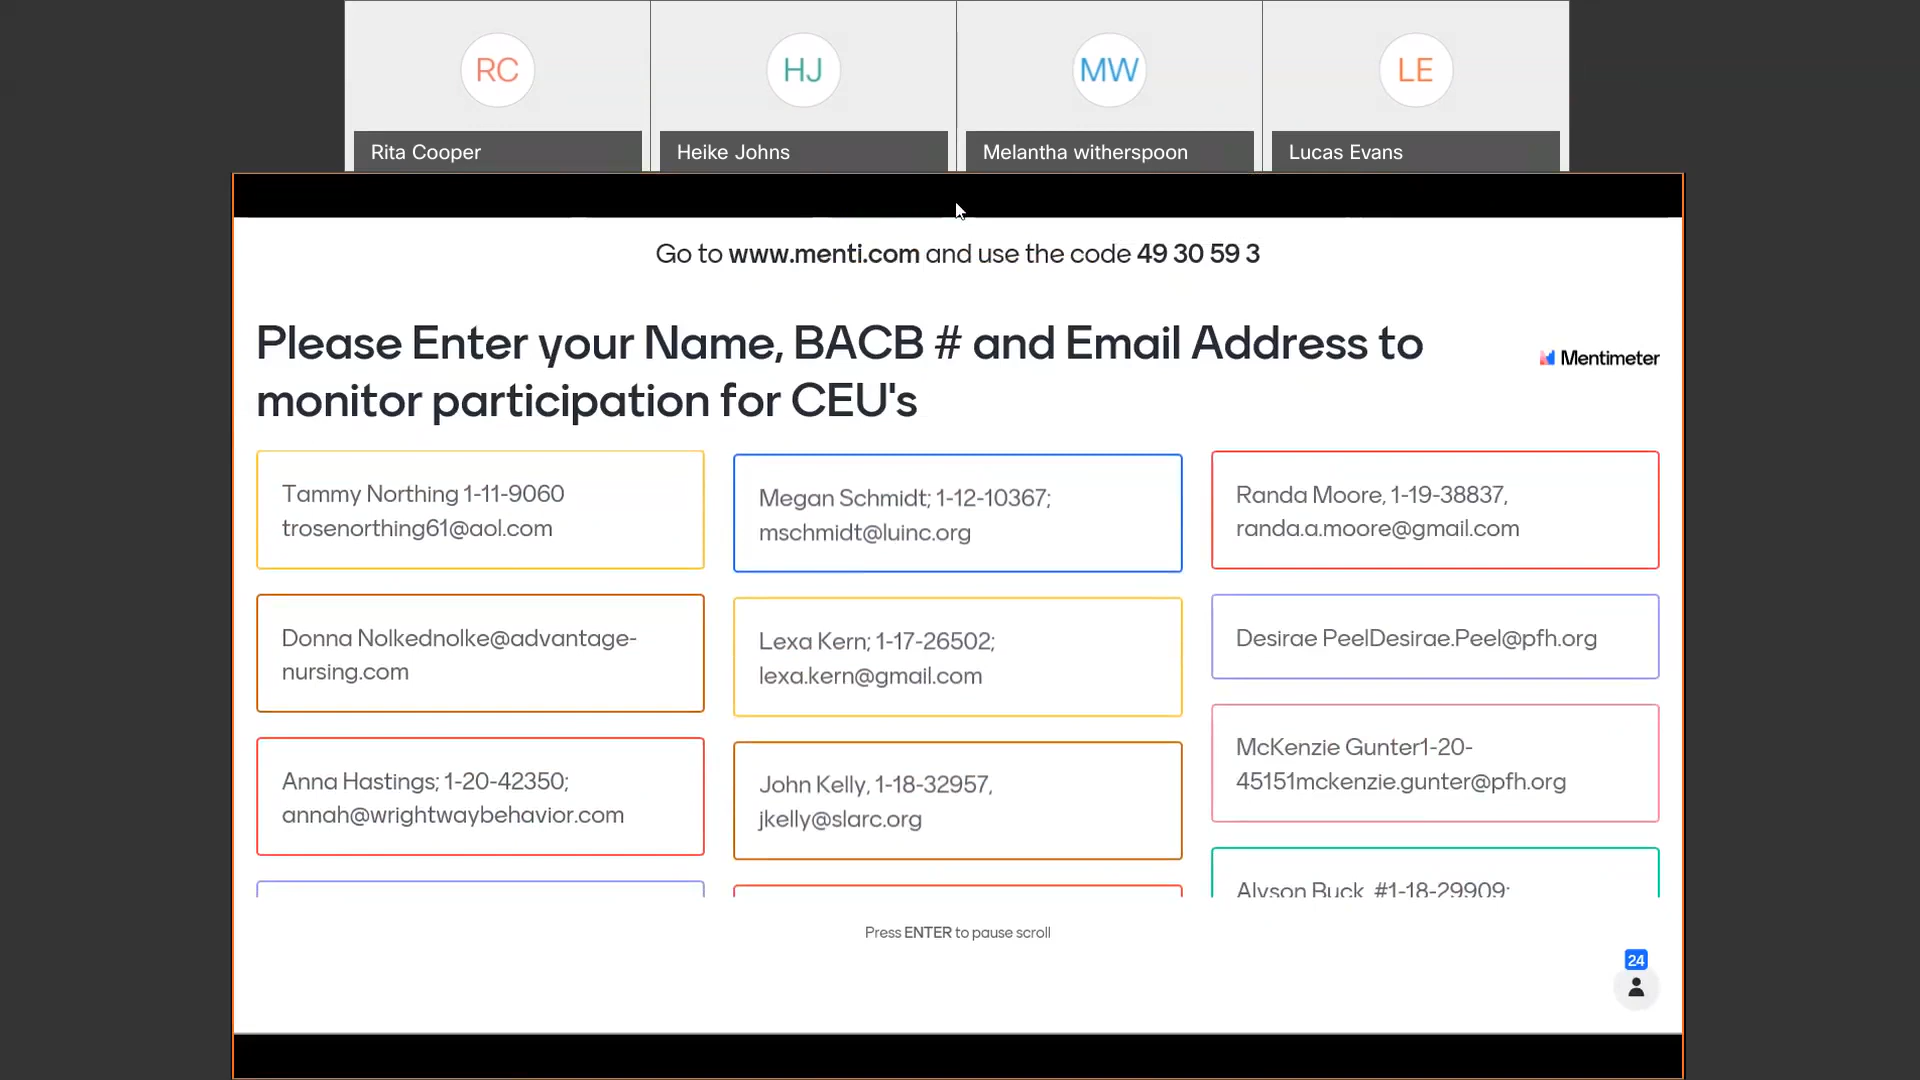 RC
HJ
MW
LE
Rita Cooper
Heike Johns
Melantha witherspoon
Lucas Evans
Go to www.menti.com and use the code 49 30 59 3
Please Enter your Name, BACB # and Email Address to
monitor participation for CEU's
Mentimeter
Tammy Northing 1-11-9060
trosenorthing61@aol.com
Donna Nolkednolke@advantage-
nursing.com
Anna Hastings; 1-20-42350;
annah@wrightwaybehavior.com
Megan Schmidt; 1-12-10367;
mschmidt@luinc.org
Lexa Kern; 1-17-26502;
lexa.kern@gmail.com
John Kelly, 1-18-32957,
jkelly@slarc.org
Randa Moore, 1-19-38837,
randa.a.moore@gmail.com
Desirae PeelDesirae.Peel@pfh.org
McKenzie Gunter1-20-
45151mckenzie.gunter@pfh.org
Alyson Buck, #1-18-29909;
Press ENTER to pause scroll
24